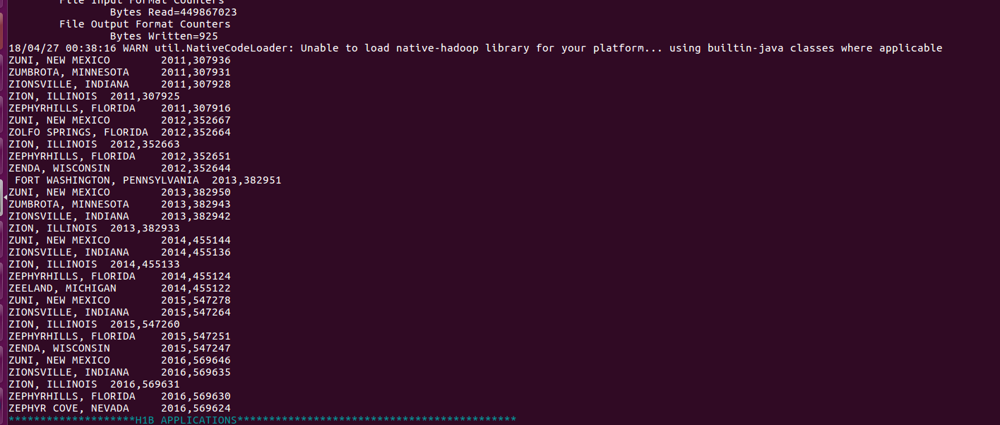 File Input Format Counters
Bytes Read=449867023
File Output Format Counters
Bytes Written=925
18/04/27 00:38:16 WARN util.NativeCodeLoader: Unable to load native-hadoop library for your platform... using builtin-java classes where applicable
ZUNI, NEW MEXICO 2011,307936
ZUMBROTA, MINNESOTA 2011,307931
ZIONSVILLE, INDIANA 2011,307928
ZION, ILLINOIS 2011,307925
ZEPHYRHILLS, FLORIDA 2011,307916
ZUNI, NEW MEXICO 2012,352667
ZOLFO SPRINGS, FLORIDA 2012,352664
ZION, ILLINOIS 2012,352663
ZEPHYRHILLS, FLORIDA 2012,352651
ZENDA, WISCONSIN 2012,352644
FORT WASHINGTON, PENNSYLVANIA 2013,382951
ZUNI, NEW MEXICO 2013,382950
ZUMBROTA, MINNESOTA 2013,382943
ZIONSVILLE, INDIANA 2013,382942
ZION, ILLINOIS 2013,382933
ZUNI, NEW MEXICO 2014,455144
ZIONSVILLE, INDIANA 2014,455136
ZION, ILLINOIS 2014,455133
ZEPHYRHILLS, FLORIDA 2014,455124
ZEELAND, MICHIGAN 2014,455122
ZUNI, NEW MEXICO 2015,547278
ZIONSVILLE, INDIANA 2015,547264
ZION, ILLINOIS 2015,547260
ZEPHYRHILLS, FLORIDA 2015,547251
ZENDA, WISCONSIN 2015,547247
ZUNI, NEW MEXICO 2016,569646
ZIONSVILLE, INDIANA 2016,569635
ZION, ILLINOIS 2016,569631
ZEPHYRHILLS, FLORIDA 2016,569630
ZEPHYR COVE, NEVADA 2016,569624
********************H1B APPLICATIONS********************************************